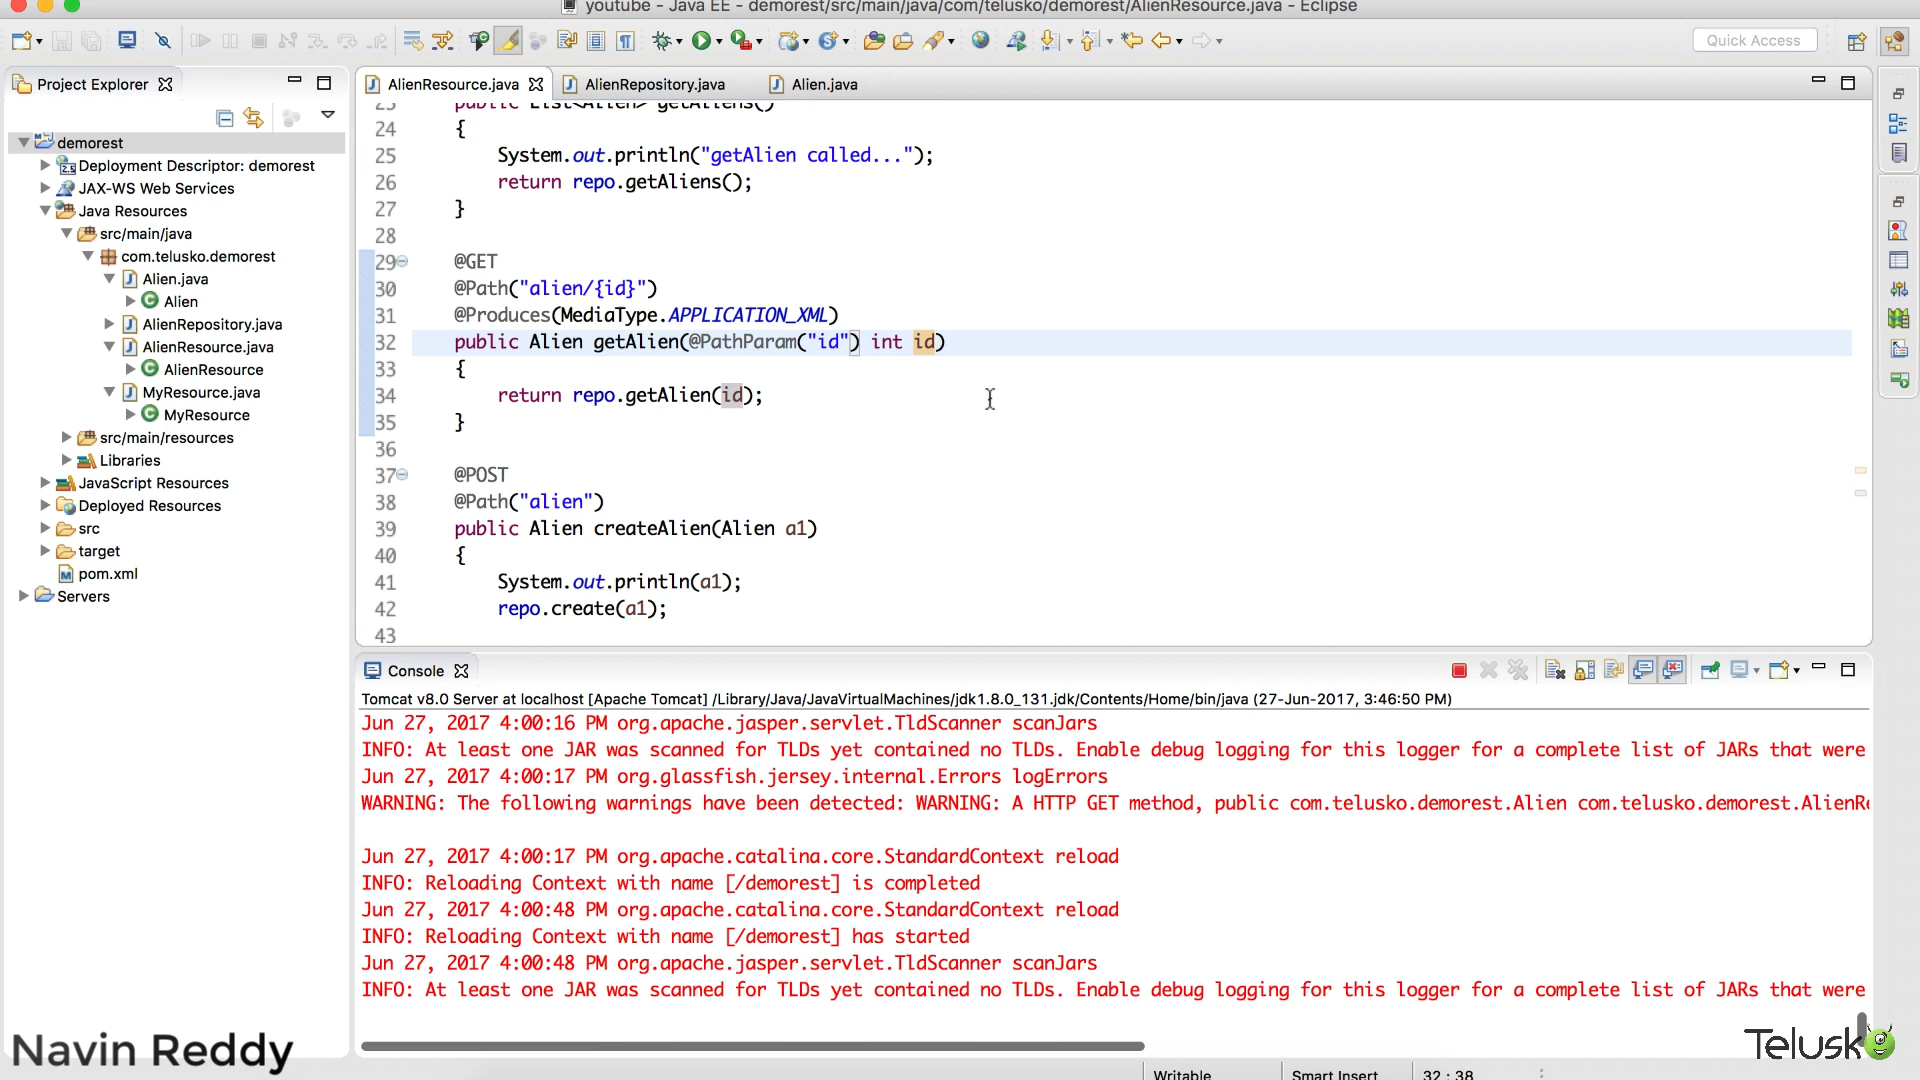 youtube - Java EE - demorest/src/main/java/com/telusko/demorest/AlienResource.java - Eclipse
Quick Access
Project Explorer
demorest
Deployment Descriptor: demorest
JAX-WS Web Services
Java Resources
src/main/java
com.telusko.demorest
Alien.java
Alien
AlienRepository.java
AlienResource.java
AlienResource
MyResource.java
MyResource
src/main/resources
Libraries
JavaScript Resources
Deployed Resources
src
target
pom.xml
Servers
AlienResource.java AlienRepository.java Alien.java
23 public List<Alien> getAliens()
24 {
25 System.out.println("getAlien called...");
26 return repo.getAliens();
27 }
28
29 @GET
30 @Path("alien/{id}")
31 @Produces(MediaType.APPLICATION_XML)
32 public Alien getAlien(@PathParam("id") int id)
33 {
34 return repo.getAlien(id);
35 }
36
37 @POST
38 @Path("alien")
39 public Alien createAlien(Alien a1)
40 {
41 System.out.println(a1);
42 repo.create(a1);
43
Console
Tomcat v8.0 Server at localhost [Apache Tomcat] /Library/Java/JavaVirtualMachines/jdk1.8.0_131.jdk/Contents/Home/bin/java (27-Jun-2017, 3:46:50 PM)
Jun 27, 2017 4:00:16 PM org.apache.jasper.servlet.TldScanner scanJars
INFO: At least one JAR was scanned for TLDs yet contained no TLDs. Enable debug logging for this logger for a complete list of JARs that were
Jun 27, 2017 4:00:17 PM org.glassfish.jersey.internal.Errors logErrors
WARNING: The following warnings have been detected: WARNING: A HTTP GET method, public com.telusko.demorest.Alien com.telusko.demorest.AlienRe
Jun 27, 2017 4:00:17 PM org.apache.catalina.core.StandardContext reload
INFO: Reloading Context with name [/demorest] is completed
Jun 27, 2017 4:00:48 PM org.apache.catalina.core.StandardContext reload
INFO: Reloading Context with name [/demorest] has started
Jun 27, 2017 4:00:48 PM org.apache.jasper.servlet.TldScanner scanJars
INFO: At least one JAR was scanned for TLDs yet contained no TLDs. Enable debug logging for this logger for a complete list of JARs that were
Navin Reddy
Telusk
Writable Smart Insert 32 : 38